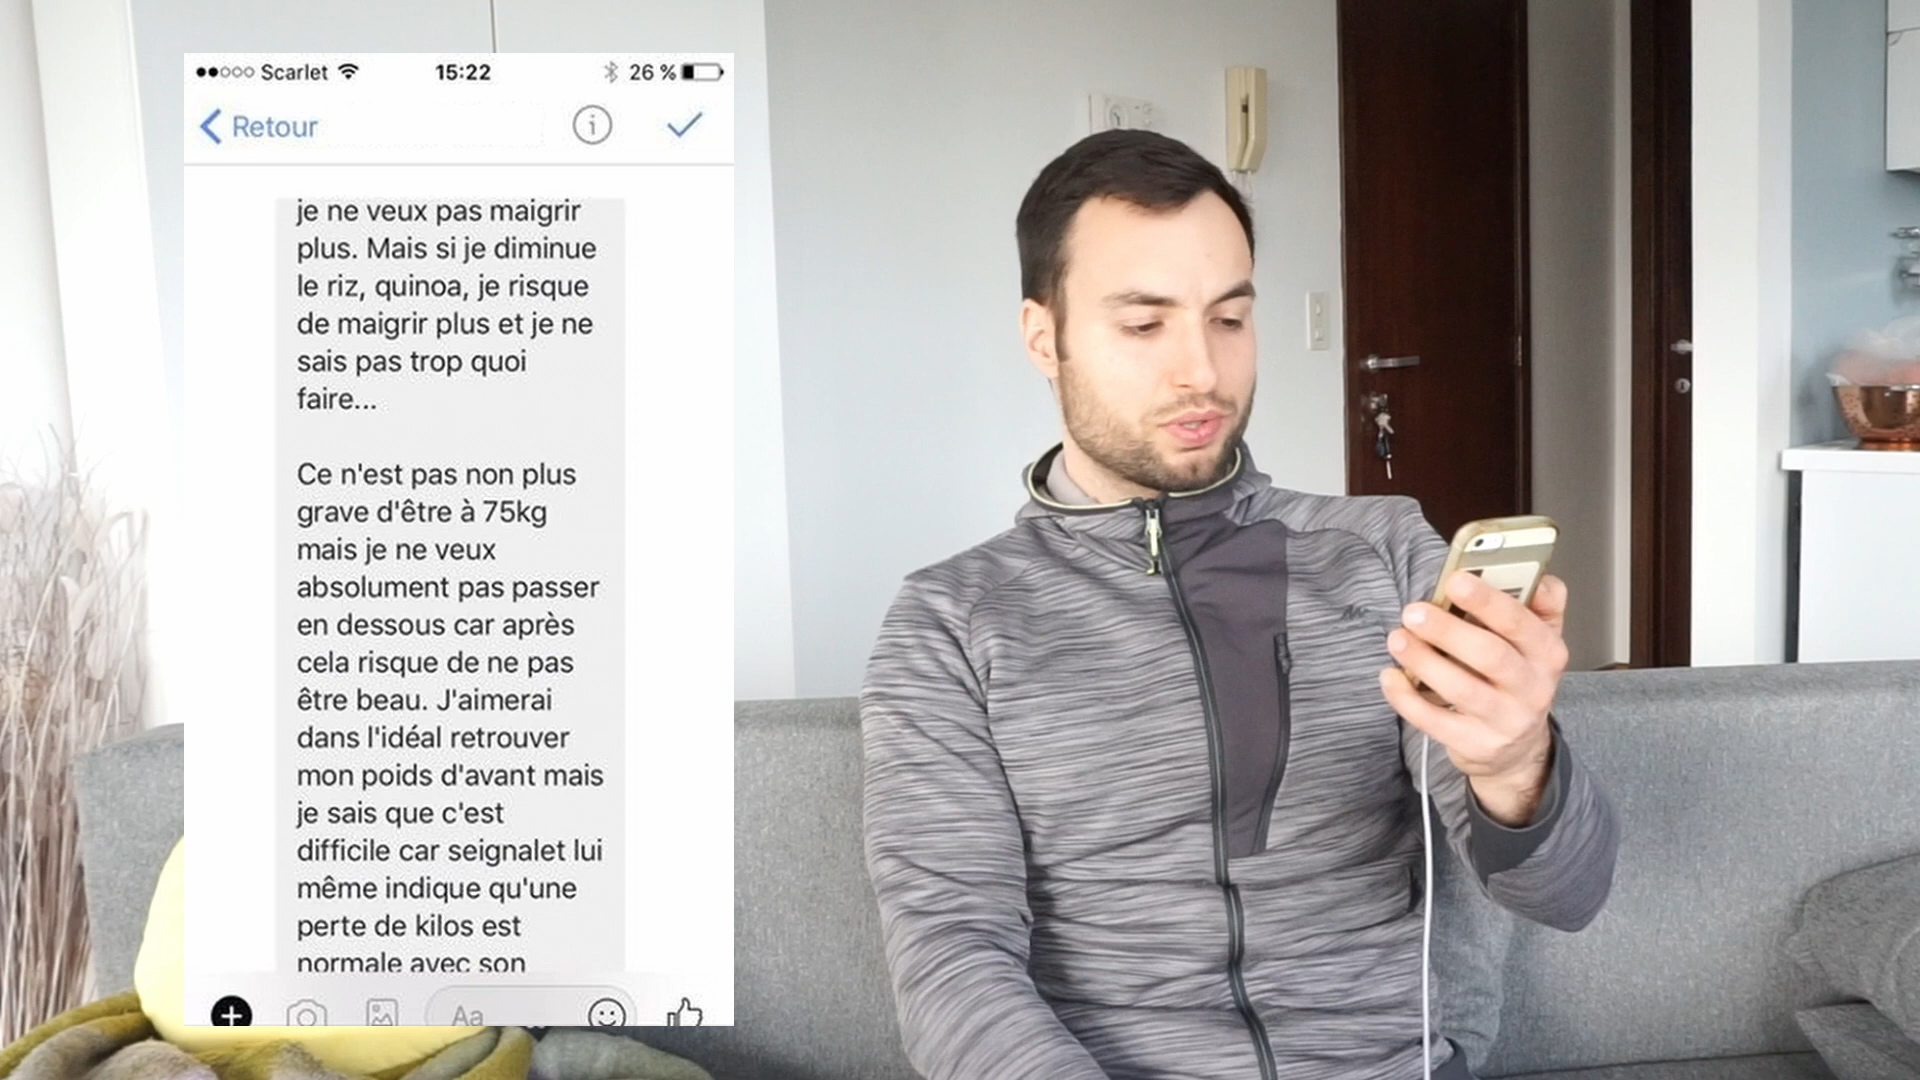 Scarlet 15:22 26 %
Retour
je ne veux pas maigrir
plus. Mais si je diminue
le riz, quinoa, je risque
de maigrir plus et je ne
sais pas trop quoi
faire...
Ce n'est pas non plus
grave d'être à 75kg
mais je ne veux
absolument pas passer
en dessous car après
cela risque de ne pas
être beau. J'aimerai
dans l'idéal retrouver
mon poids d'avant mais
je sais que c'est
difficile car seignalet lui
même indique qu'une
perte de kilos est
normale avec son
Aa